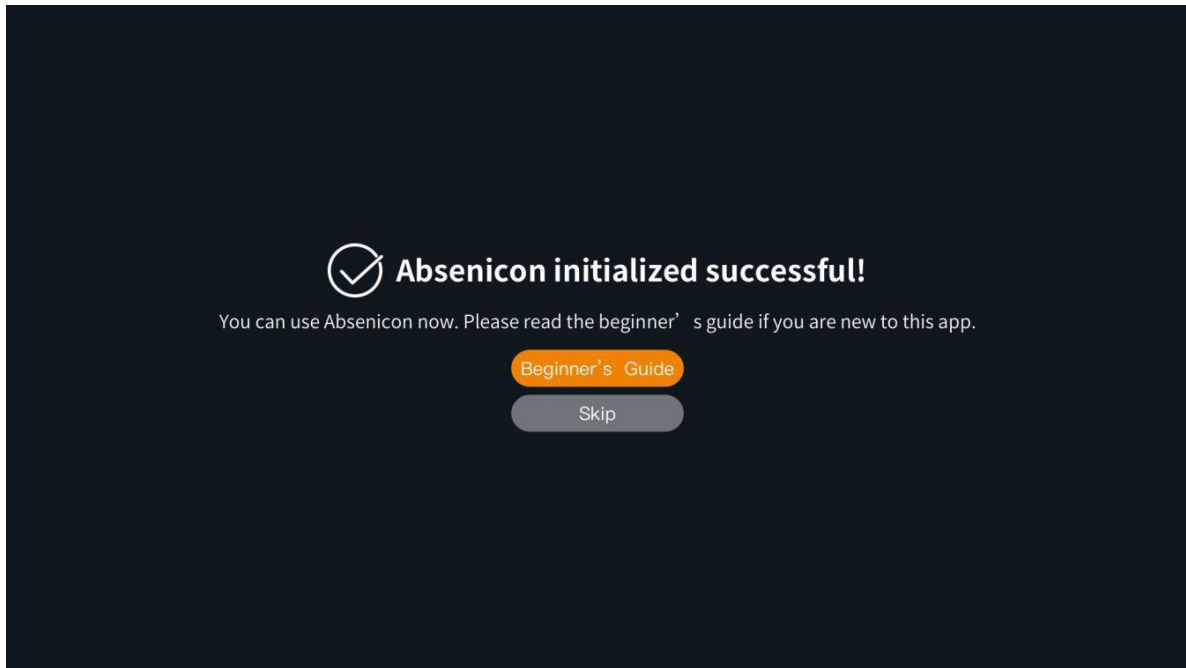 Absenicon initialized successful!
You can use Absenicon now. Please read the beginner’ s guide if you are new to this app.
Beginner’s Guide
Skip